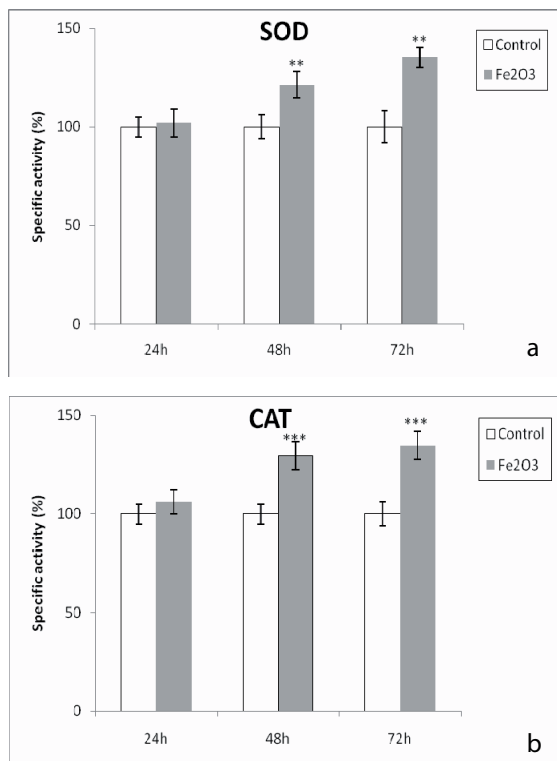 SOD
150
100
50
0
Specific activity (%)
**
**
24h
48h
72h
Control
Fe2O3
a
CAT
150
100
50
0
Specific activity (%)
***
***
24h
48h
72h
Control
Fe2O3
b